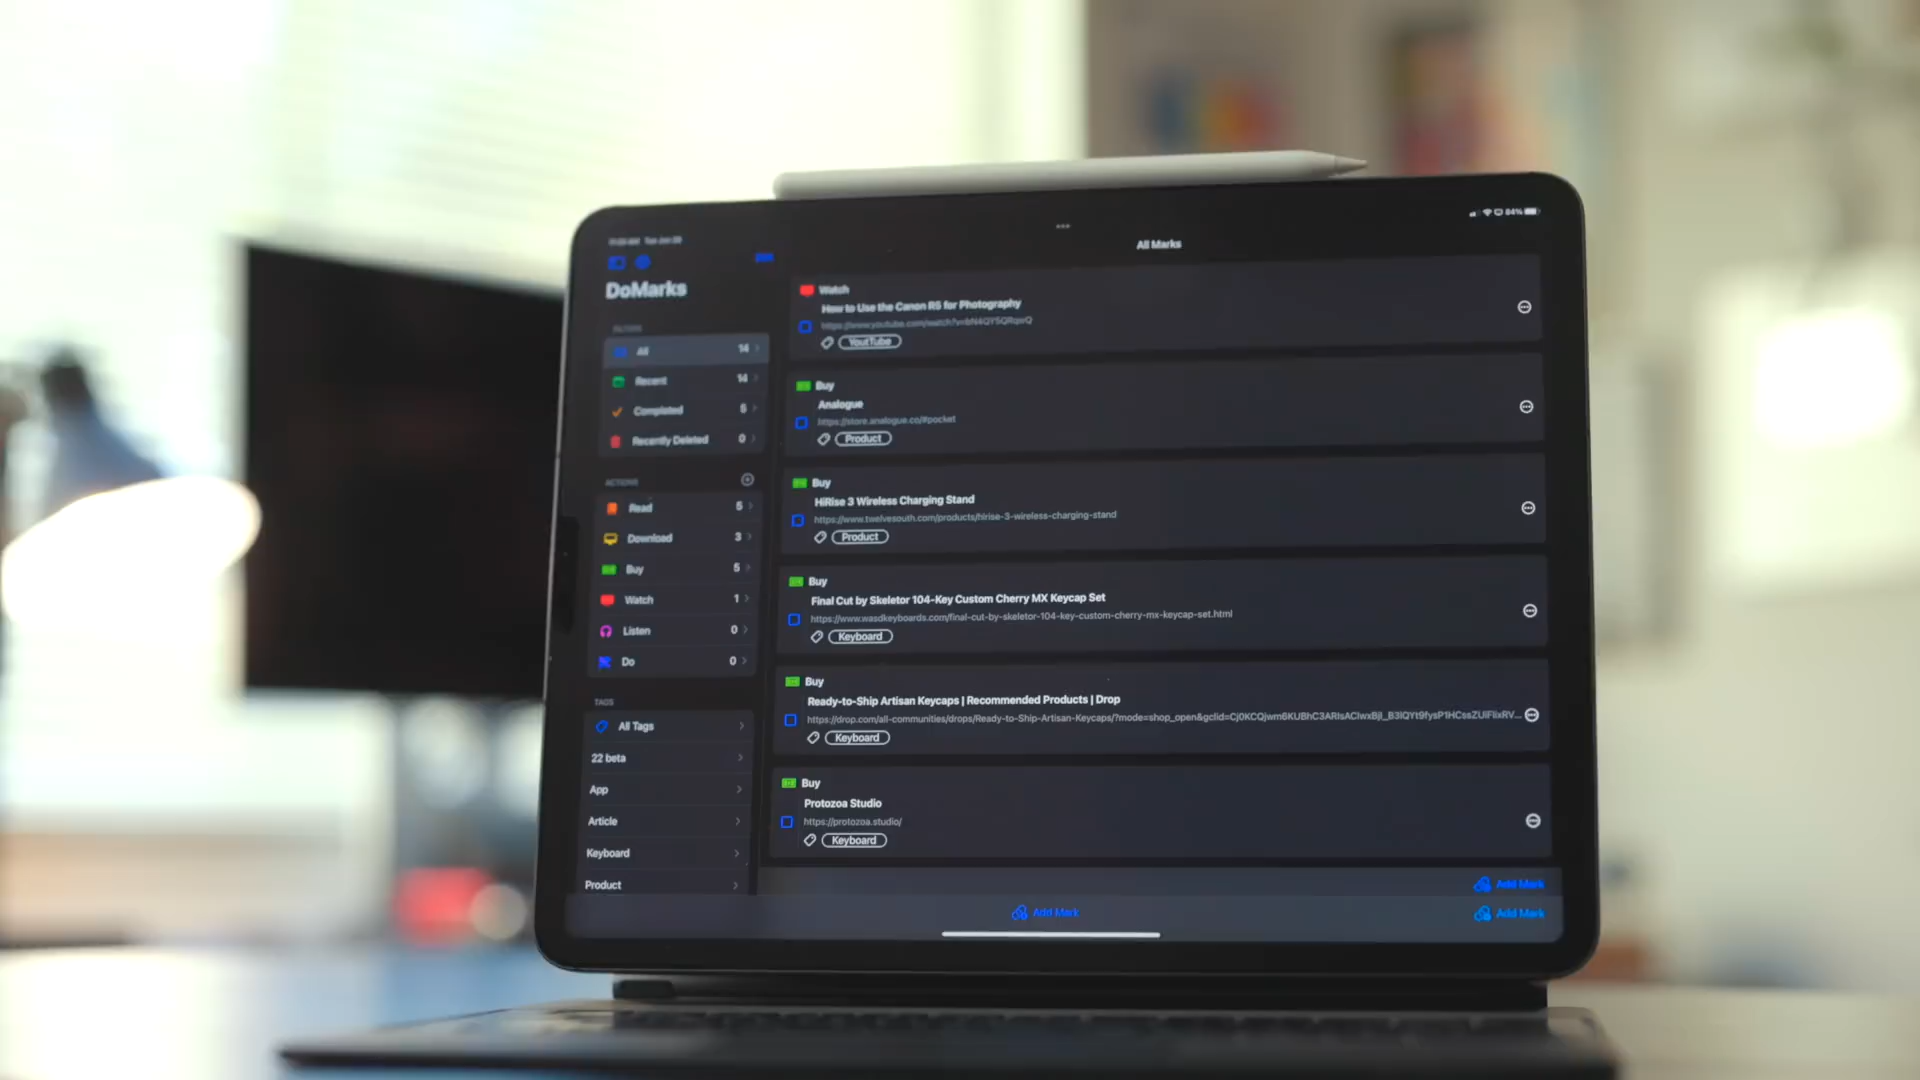 84%
All Marks
DoMarks
FILTERS
All 14
Recent 14
Completed 5
Recently Deleted 0
ACTIONS
Read 5
Download 3
Buy 5
Watch 1
Listen 0
Do 0
TAGS
All Tags
22 beta
App
Article
Keyboard
Product
Watch
How to Use the Canon R5 for Photography
YoutTube
Buy
Analogue
https://store.analogue.co/#pocket
Product
Buy
HiRise 3 Wireless Charging Stand
https://www.twelvesouth.com/products/hirise-3-wireless-charging-stand
Product
Buy
Final Cut by Skeletor 104-Key Custom Cherry MX Keycap Set
https://www.wasdkeyboards.com/final-cut-by-skeletor-104-key-custom-cherry-mx-keycap-set.html
Keyboard
Buy
Ready-to-Ship Artisan Keycaps | Recommended Products | Drop
Keyboard
Buy
Protozoa Studio
https://protozoa.studio/
Keyboard
Add Mark
Add Mark
Add Mark